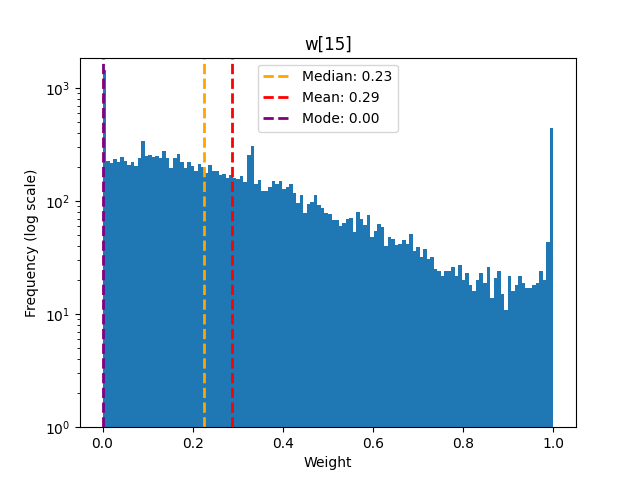 w[15]
Median: 0.23
Mean: 0.29
Mode: 0.00
Frequency (log scale)
10³
10²
10¹
10⁰
0.0 0.2 0.4 0.6 0.8 1.0
Weight